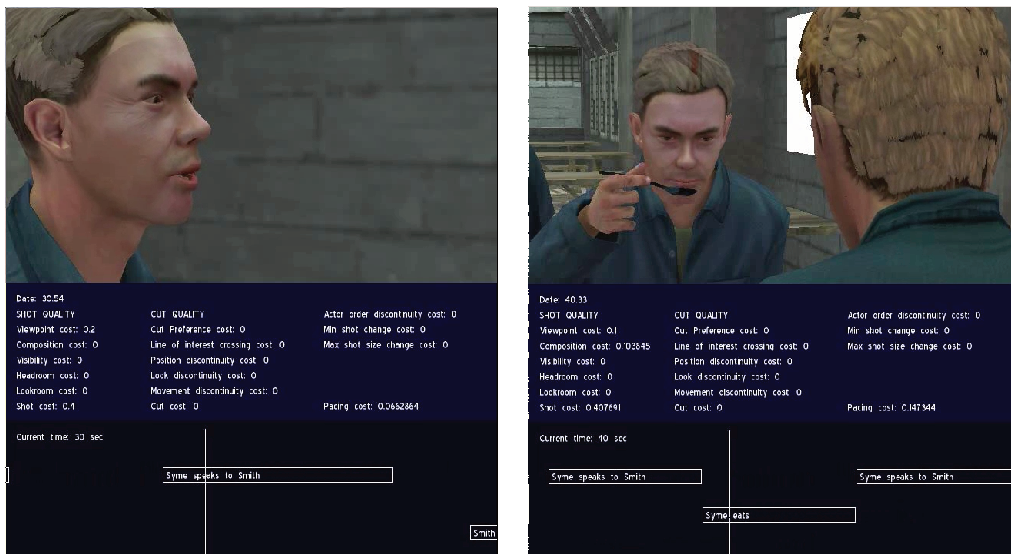 Date: 30.54
SHOT QUALITY CUT QUALITY Actor order discontinuity cost: 0
Viewpoint cost: 0.2 Cut Preference cost: 0 Min shot change cost: 0
Composition cost: 0 Line of interest crossing cost 0 Max shot size change cost: 0
Visibility cost: 0 Position discontinuity cost: 0
Headroom cost: 0 Look discontinuity cost: 0
Lookroom cost: 0 Movement discontinuity cost: 0
Shot cost: 0.4 Cut cost 0 Pacing cost: 0.0662864
Current time: 30 sec
Syme speaks to Smith
Smith
Date: 40.33
SHOT QUALITY CUT QUALITY Actor order discontinuity cost: 0
Viewpoint cost: 0.1 Cut Preference cost: 0 Min shot change cost: 0
Composition cost: 0.103845 Line of interest crossing cost: 0 Max shot size change cost: 0
Visibility cost: 0 Position discontinuity cost: 0
Headroom cost: 0 Look discontinuity cost: 0
Lookroom cost: 0 Movement discontinuity cost 0
Shot cost: 0.407691 Cut cost: 0 Pacing cost: 0.147344
Current time: 40 sec
Syme speaks to Smith Syme speaks to Smith
Syme eats